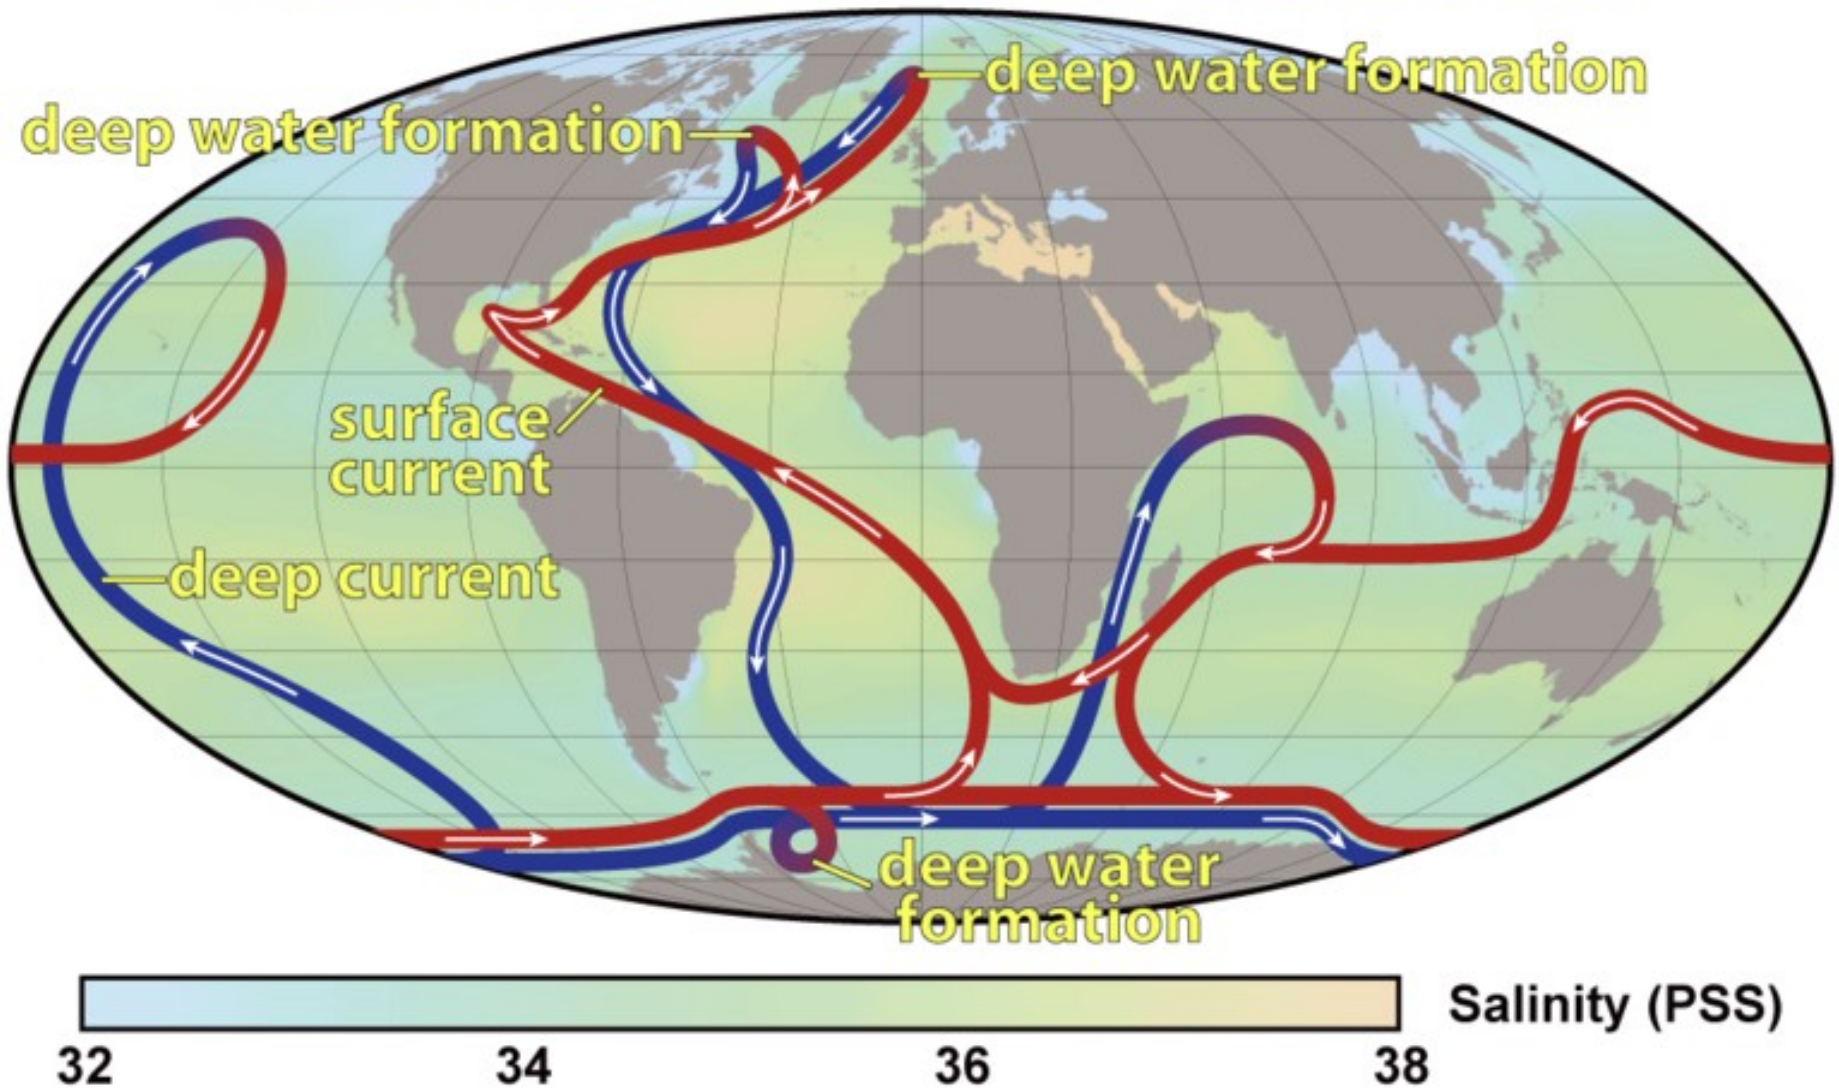 deep water formation
deep water formation
surface
current
deep current
deep water
formation
Salinity (PSS)
32 34 36 38